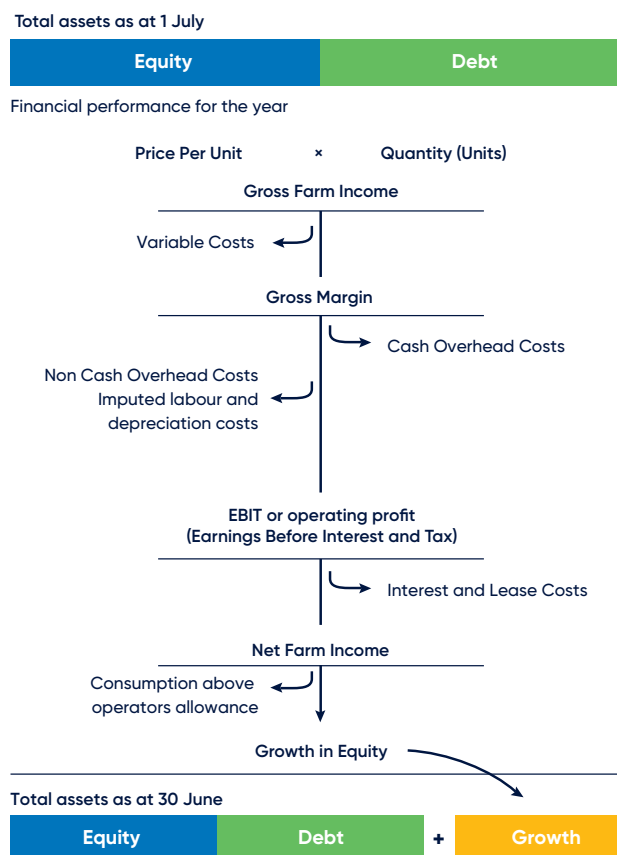 Total assets as at 1 July
Equity
Debt
Financial performance for the year
Price Per Unit × Quantity (Units)
Gross Farm Income
Variable Costs
Gross Margin
Cash Overhead Costs
Non Cash Overhead Costs
Imputed labour and
depreciation costs
EBIT or operating profit
(Earnings Before Interest and Tax)
Interest and Lease Costs
Net Farm Income
Consumption above
operators allowance
Growth in Equity
Total assets as at 30 June
Equity
Debt
+
Growth